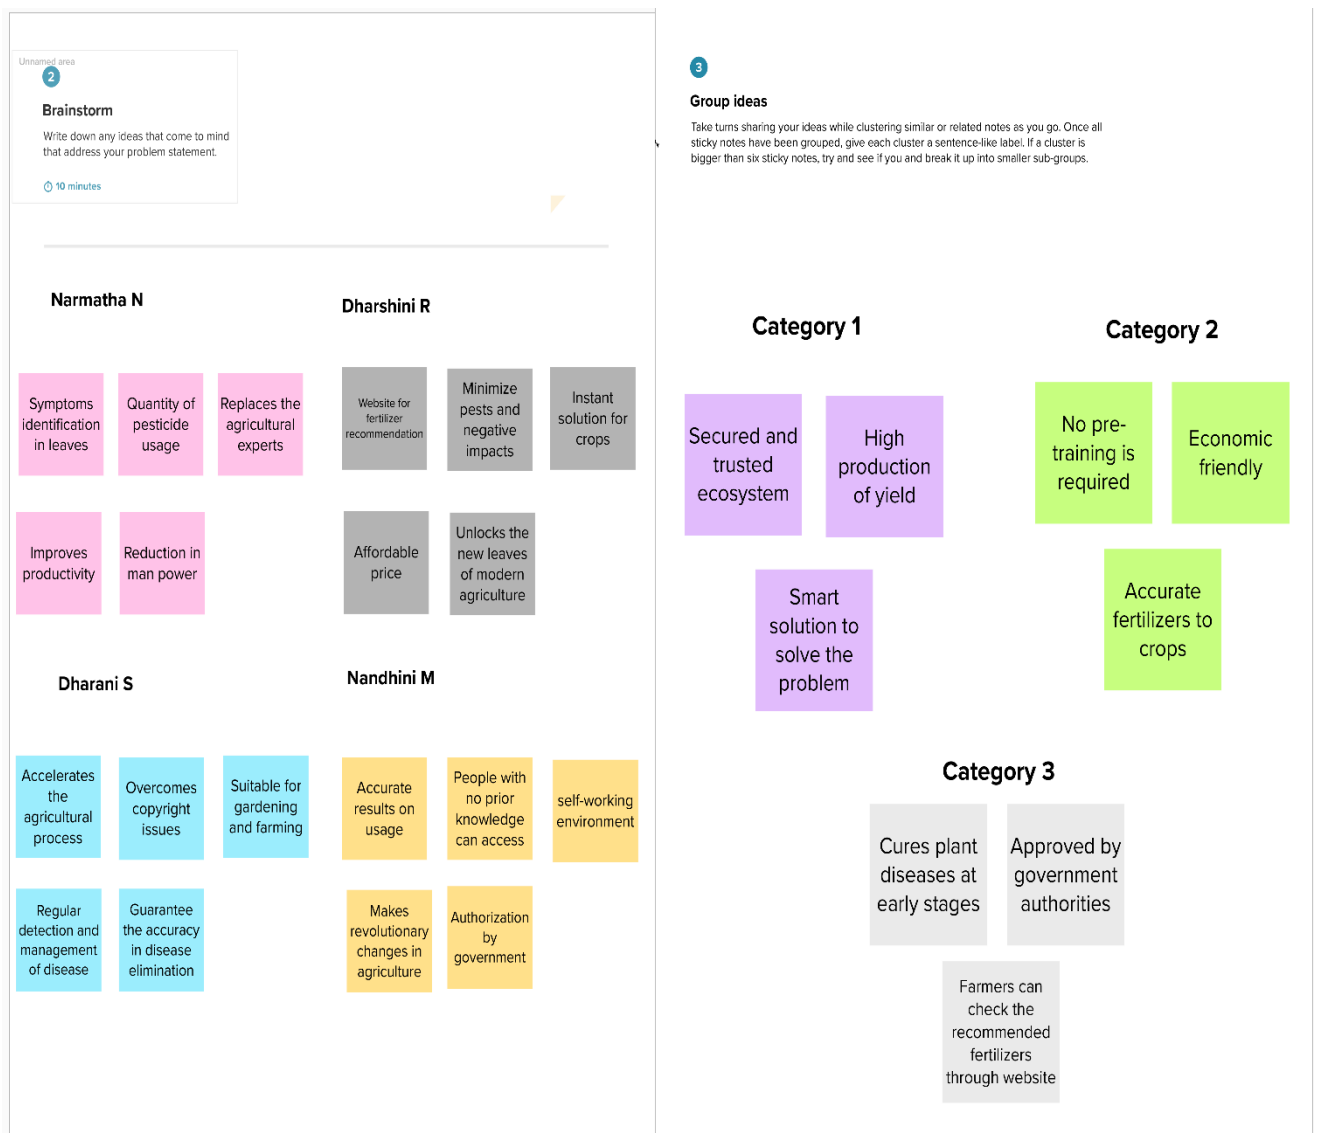 Unnamed area
2
Brainstorm
Write down any ideas that come to mind
that address your problem statement.
10 minutes
Narmatha N
Symptoms
identification
in leaves
Quantity of
pesticide
usage
Replaces the
agricultural
experts
Improves
productivity
Reduction in
man power
Dharshini R
Website for
fertilizer
recommendation
Minimize
pests and
negative
impacts
Instant
solution for
crops
Affordable
price
Unlocks the
new leaves
of modern
agriculture
Dharani S
Accelerates
the
agricultural
process
Overcomes
copyright
issues
Suitable for
gardening
and farming
Regular
detection and
management
of disease
Guarantee
the accuracy
in disease
elimination
Nandhini M
Accurate
results on
usage
People with
no prior
knowledge
can access
self-working
environment
Makes
revolutionary
changes in
agriculture
Authorization
by
government
3
Group ideas
Take turns sharing your ideas while clustering similar or related notes as you go. Once all
sticky notes have been grouped, give each cluster a sentence-like label. If a cluster is
bigger than six sticky notes, try and see if you and break it up into smaller sub-groups.
Category 1
Secured and
trusted
ecosystem
High
production
of yield
Smart
solution to
solve the
problem
Category 2
No pre-
training is
required
Economic
friendly
Accurate
fertilizers to
crops
Category 3
Cures plant
diseases at
early stages
Approved by
government
authorities
Farmers can
check the
recommended
fertilizers
through website